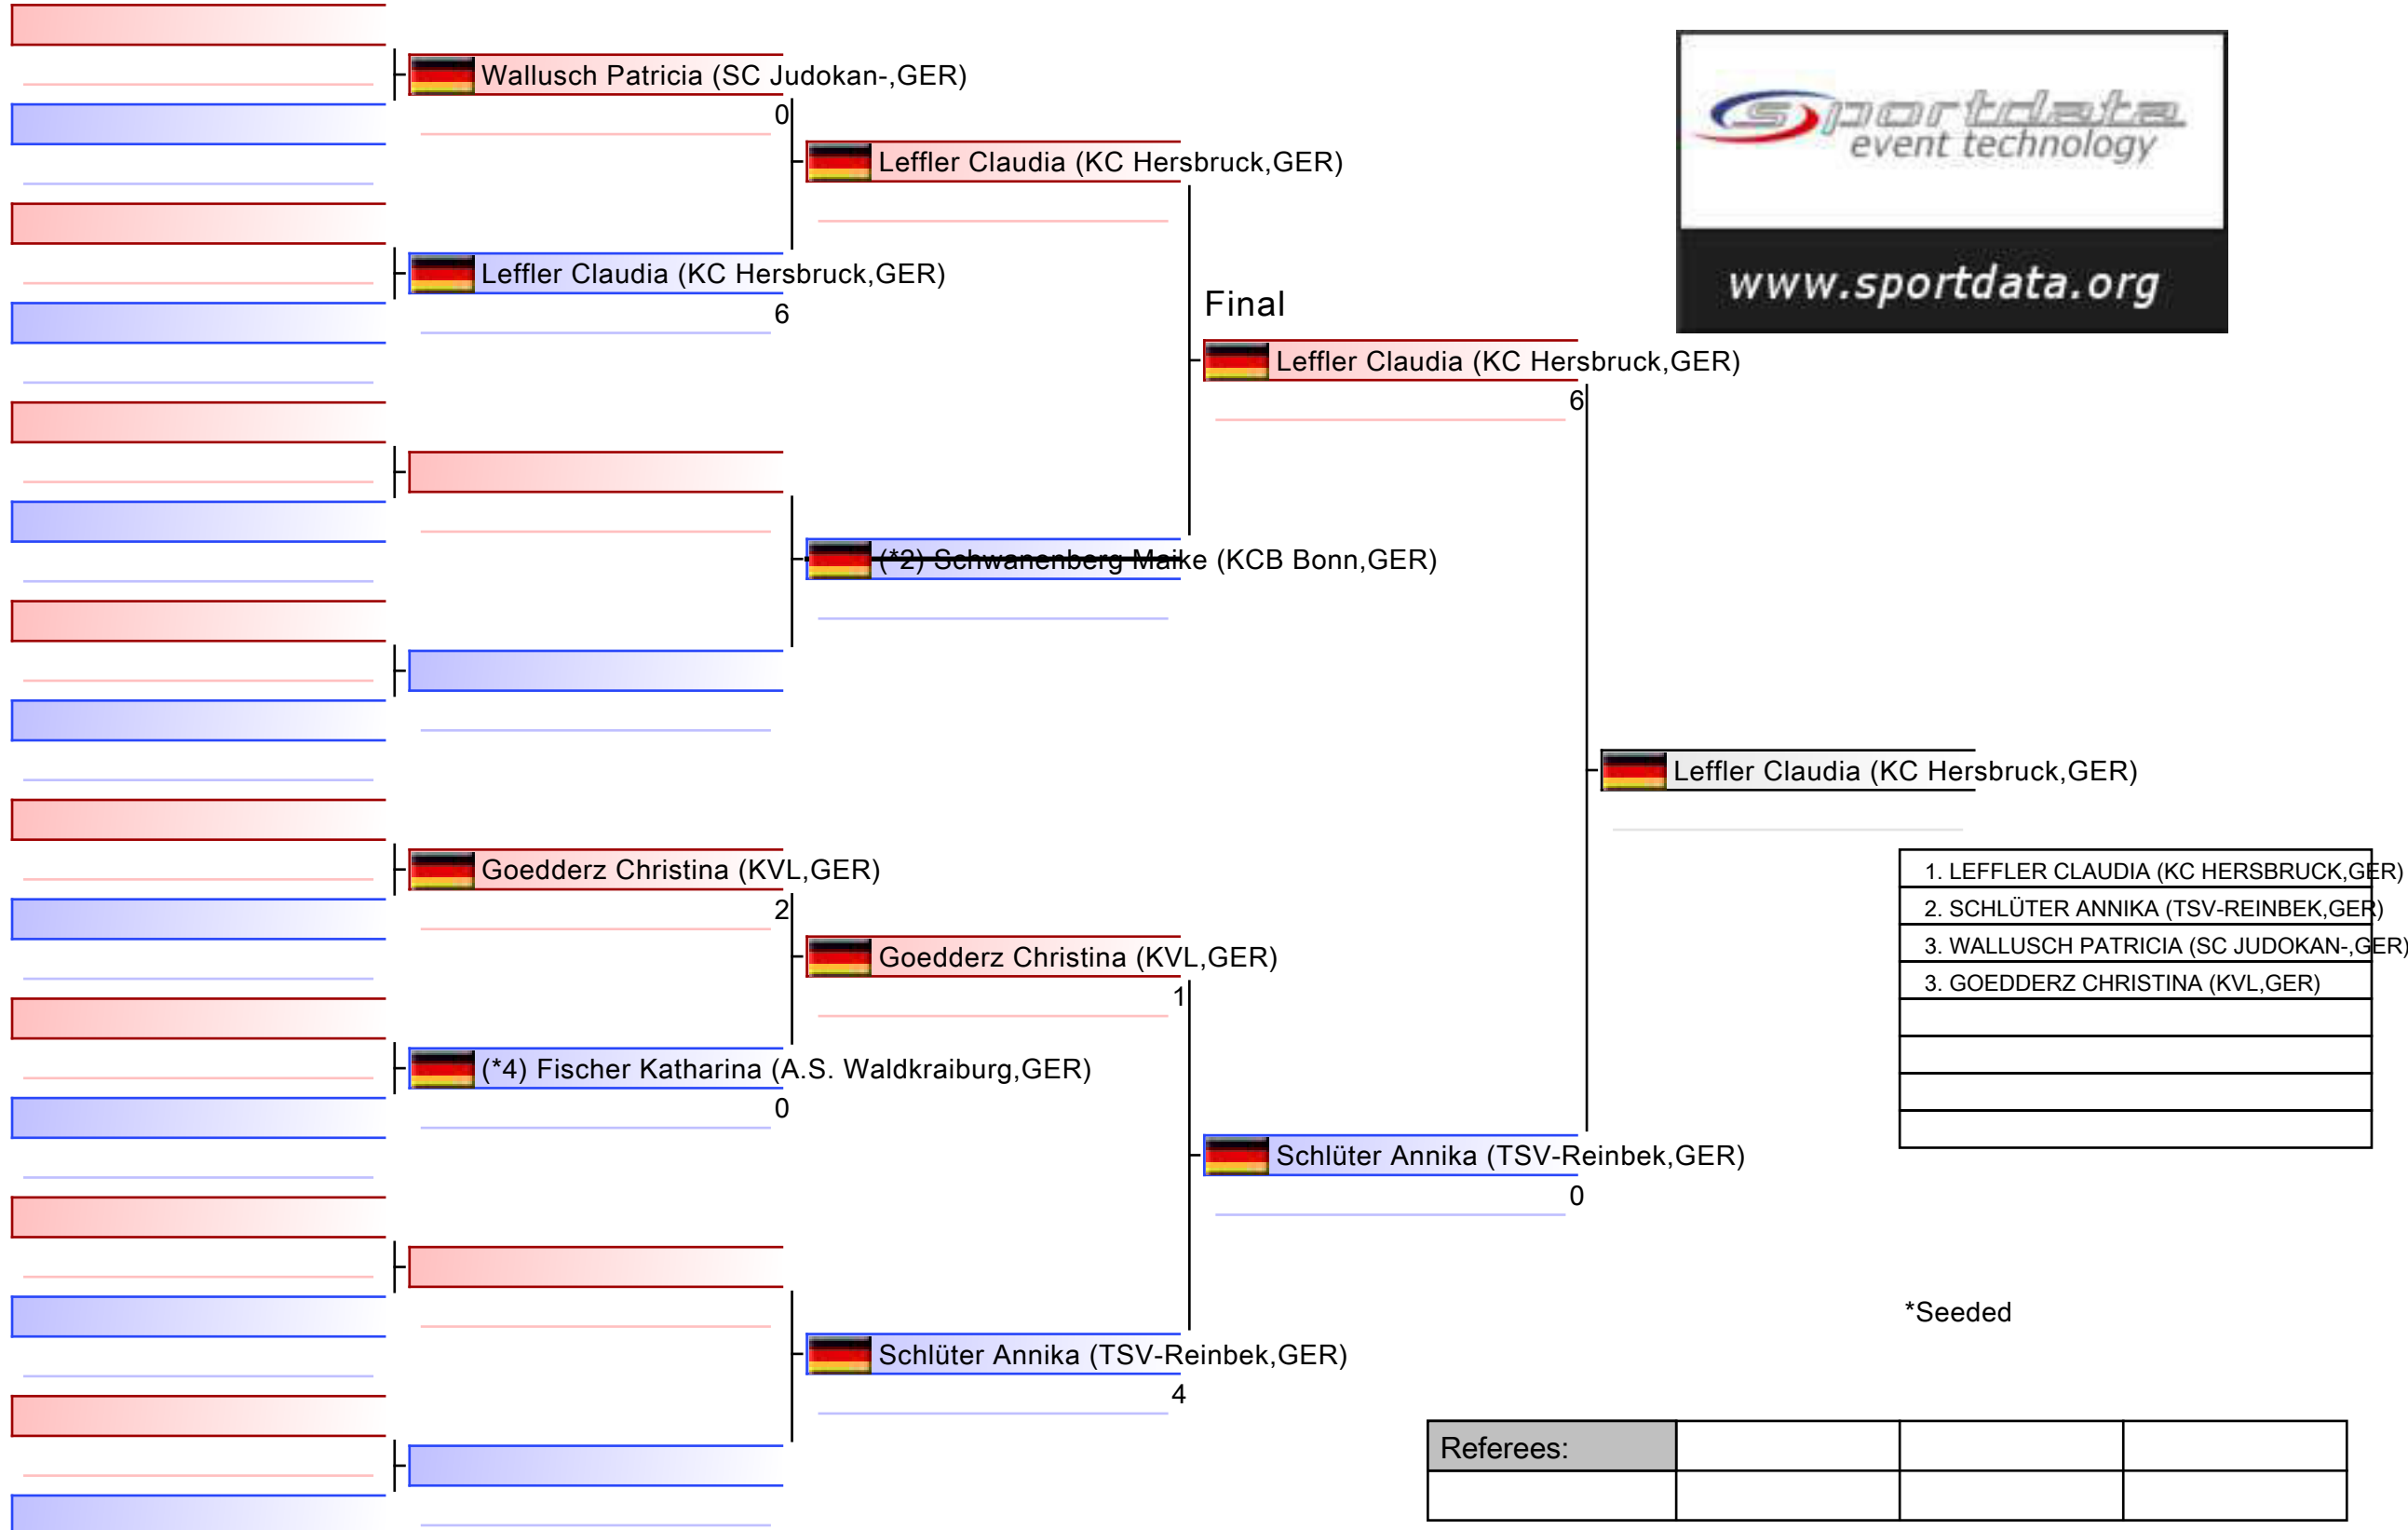 Wallusch Patricia (SC Judokan-,GER)
0
Leffler Claudia (KC Hersbruck,GER)
6
Leffler Claudia (KC Hersbruck,GER)
(*2) Schwanenberg Maike (KCB Bonn,GER)
Goedderz Christina (KVL,GER)
2
(*4) Fischer Katharina (A.S. Waldkraiburg,GER)
0
Goedderz Christina (KVL,GER)
1
Schlüter Annika (TSV-Reinbek,GER)
4
Final
Leffler Claudia (KC Hersbruck,GER)
6
Schlüter Annika (TSV-Reinbek,GER)
0
Leffler Claudia (KC Hersbruck,GER)
sportdata
event technology
www.sportdata.org
1. LEFFLER CLAUDIA (KC HERSBRUCK,GER)
2. SCHLÜTER ANNIKA (TSV-REINBEK,GER)
3. WALLUSCH PATRICIA (SC JUDOKAN-,GER)
3. GOEDDERZ CHRISTINA (KVL,GER)
*Seeded
Referees: